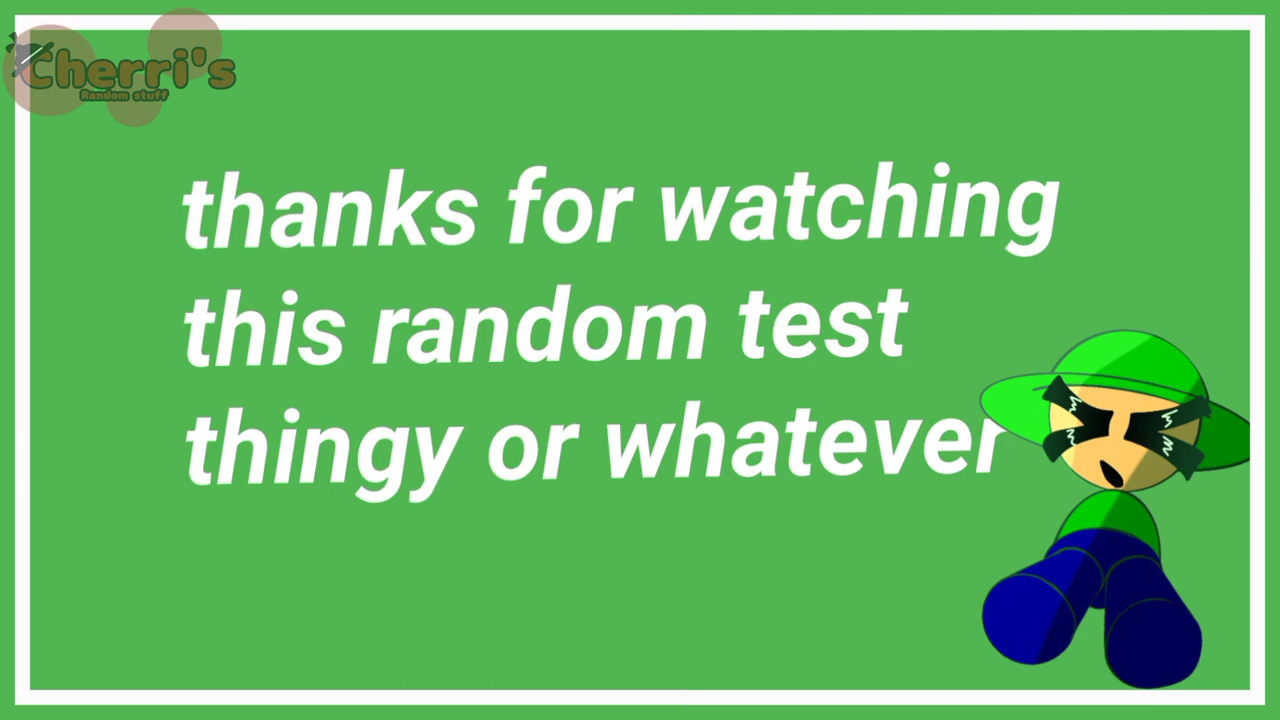 Cherri's
Random stuff
thanks for watching
this random test
thingy or whatever